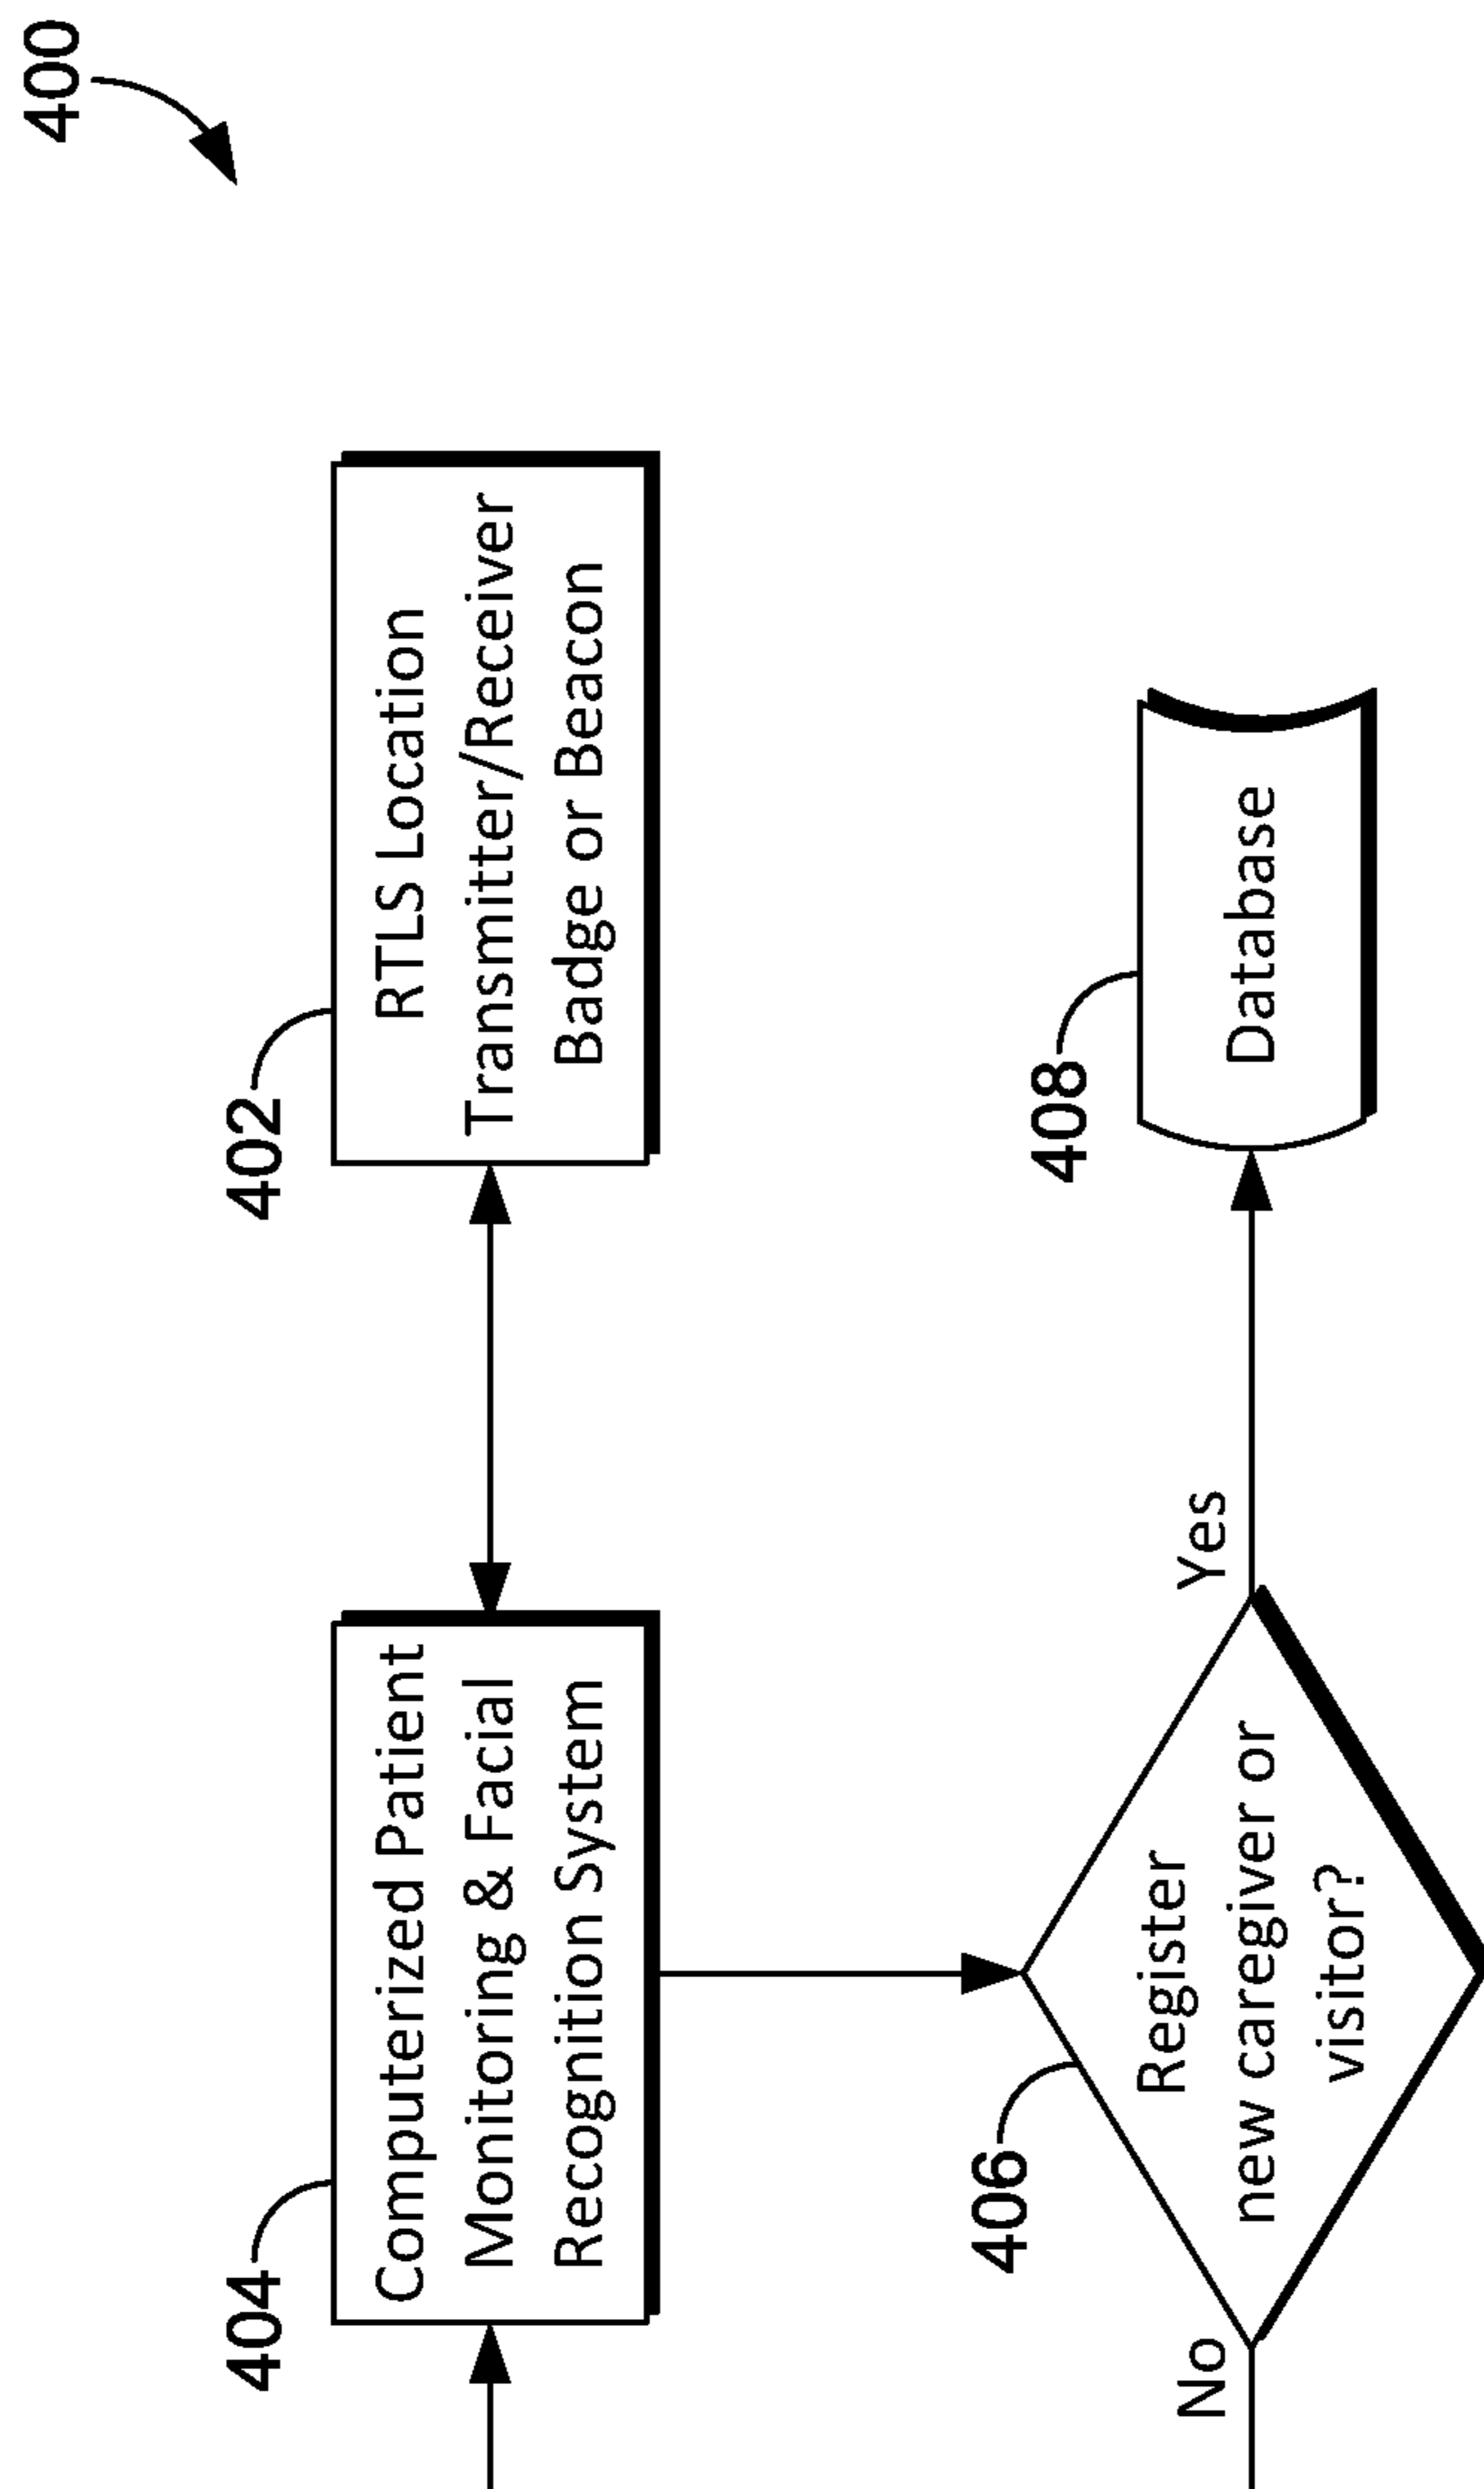 400
404
Computerized Patient
Monitoring & Facial
Recognition System
402
RTLS Location
Transmitter/Receiver
Badge or Beacon
406
Register
new caregiver or
visitor?
No
Yes
408
Database